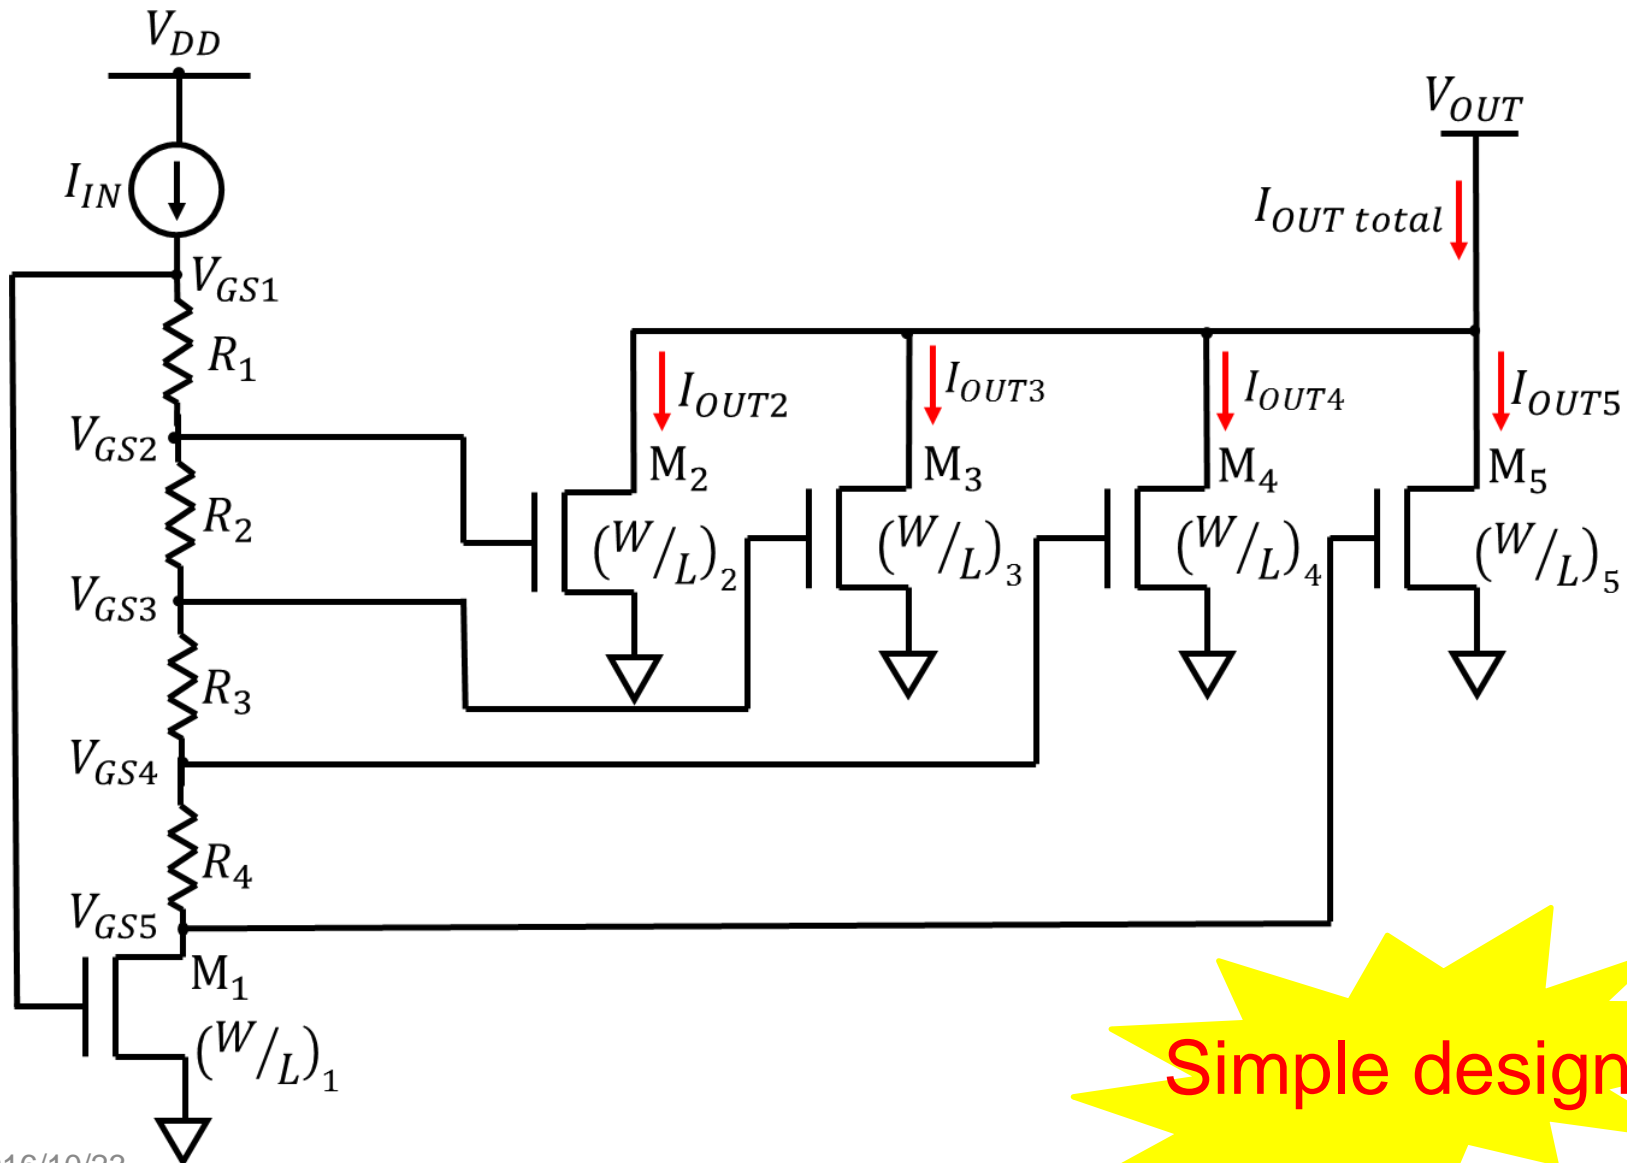 V_DD
I_IN
V_GS1
R_1
V_GS2
R_2
V_GS3
R_3
V_GS4
R_4
V_GS5
M_1
(W/L)_1
V_OUT
I_OUT total
I_OUT2
I_OUT3
I_OUT4
I_OUT5
M_2
M_3
M_4
M_5
(W/L)_2
(W/L)_3
(W/L)_4
(W/L)_5
Simple design